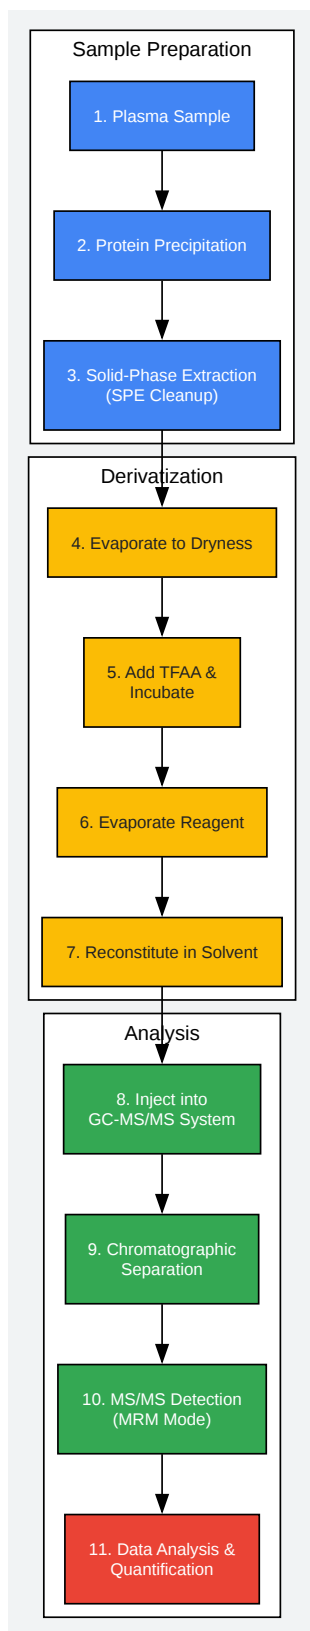 Sample Preparation
1. Plasma Sample
2. Protein Precipitation
3. Solid-Phase Extraction
(SPE Cleanup)
Derivatization
4. Evaporate to Dryness
5. Add TFAA &
Incubate
6. Evaporate Reagent
7. Reconstitute in Solvent
Analysis
8. Inject into
GC-MS/MS System
9. Chromatographic
Separation
10. MS/MS Detection
(MRM Mode)
11. Data Analysis &
Quantification